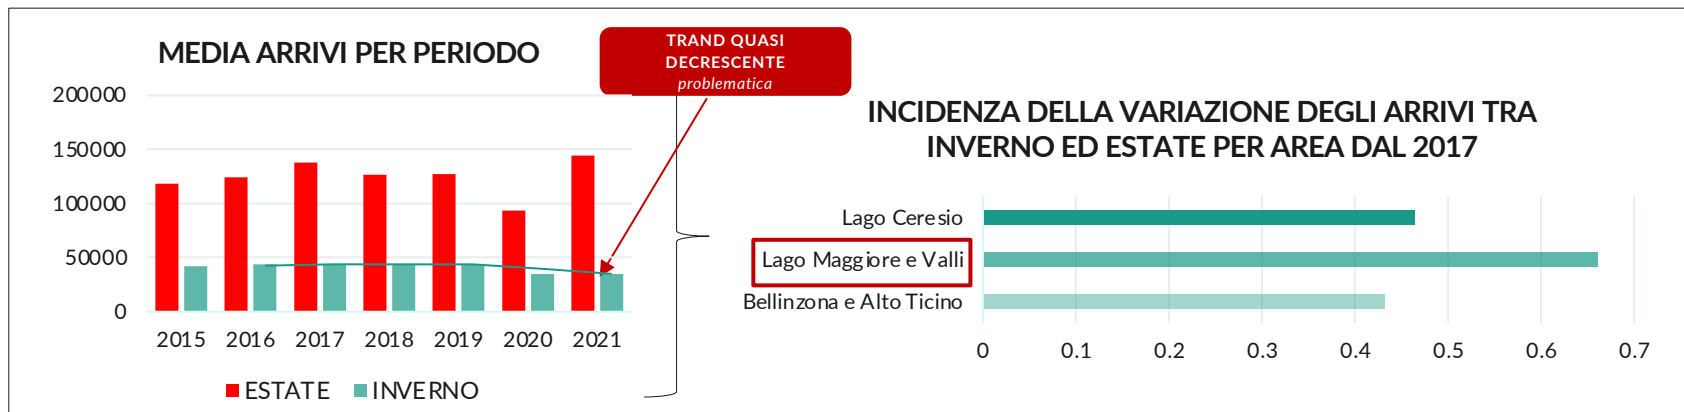 MEDIA ARRIVI PER PERIODO
TRAND QUASI
DECRESCENTE
problematica
200000
150000
100000
50000
0
2015 2016 2017 2018 2019 2020 2021
ESTATE INVERNO
INCIDENZA DELLA VARIAZIONE DEGLI ARRIVI TRA
INVERNO ED ESTATE PER AREA DAL 2017
Lago Ceresio
Lago Maggiore e Valli
Bellinzona e Alto Ticino
0 0.1 0.2 0.3 0.4 0.5 0.6 0.7